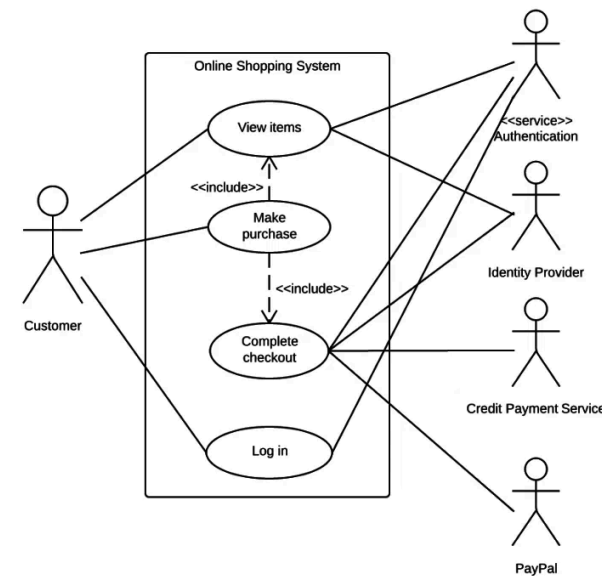 Online Shopping System
View items
<<service>>
Authentication
<<include>>
Make
purchase
Identity Provider
<<include>>
Customer
Complete
checkout
Credit Payment Service
Log in
PayPal